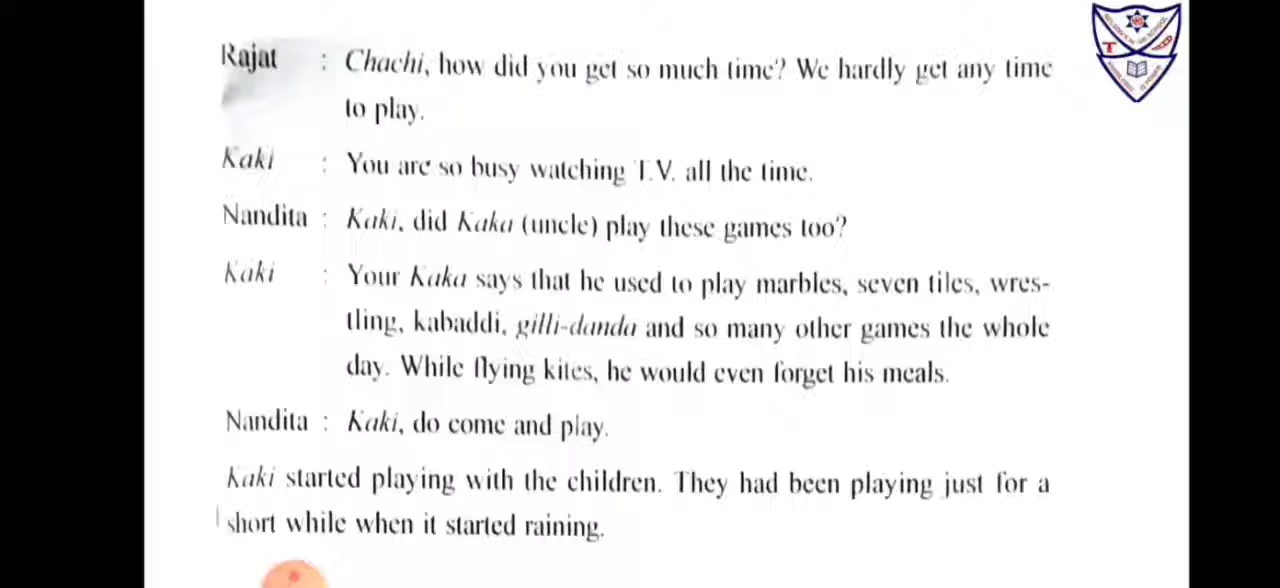 Rajat : Chachi, how did you get so much time? We hardly get any time
to play.
Kaki : You are so busy watching T.V. all the time.
Nandita : Kaki, did Kaka (uncle) play these games too?
Kaki : Your Kaka says that he used to play marbles, seven tiles, wres-
tling, kabaddi, gilli-danda and so many other games the whole
day. While flying kites, he would even forget his meals.
Nandita : Kaki, do come and play.
Kaki started playing with the children. They had been playing just for a
short while when it started raining.